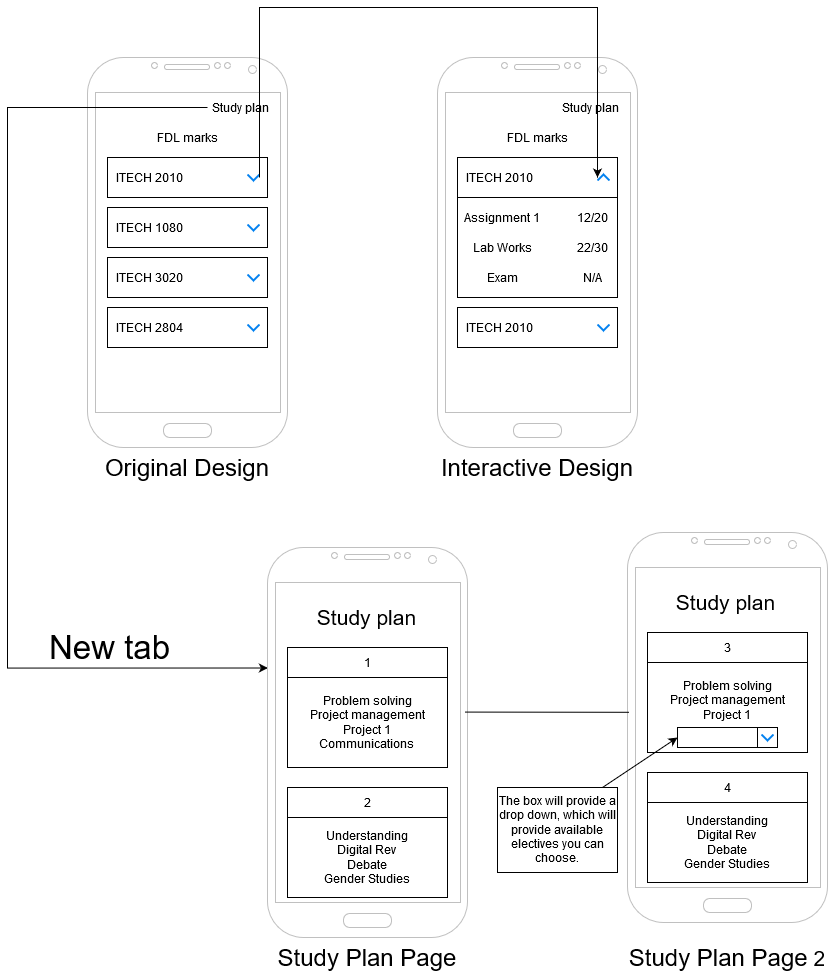 Study plan
FDL marks
ITECH 2010
ITECH 1080
ITECH 3020
ITECH 2804
Original Design
Study plan
FDL marks
ITECH 2010
Assignment 1 12/20
Lab Works 22/30
Exam N/A
ITECH 2010
Interactive Design
New tab
Study plan
1
Problem solving
Project management
Project 1
Communications
2
Understanding
Digital Rev
Debate
Gender Studies
Study Plan Page
Study plan
3
Problem solving
Project management
Project 1
The box will provide a
drop down, which will
provide available
electives you can
choose.
4
Understanding
Digital Rev
Debate
Gender Studies
Study Plan Page 2